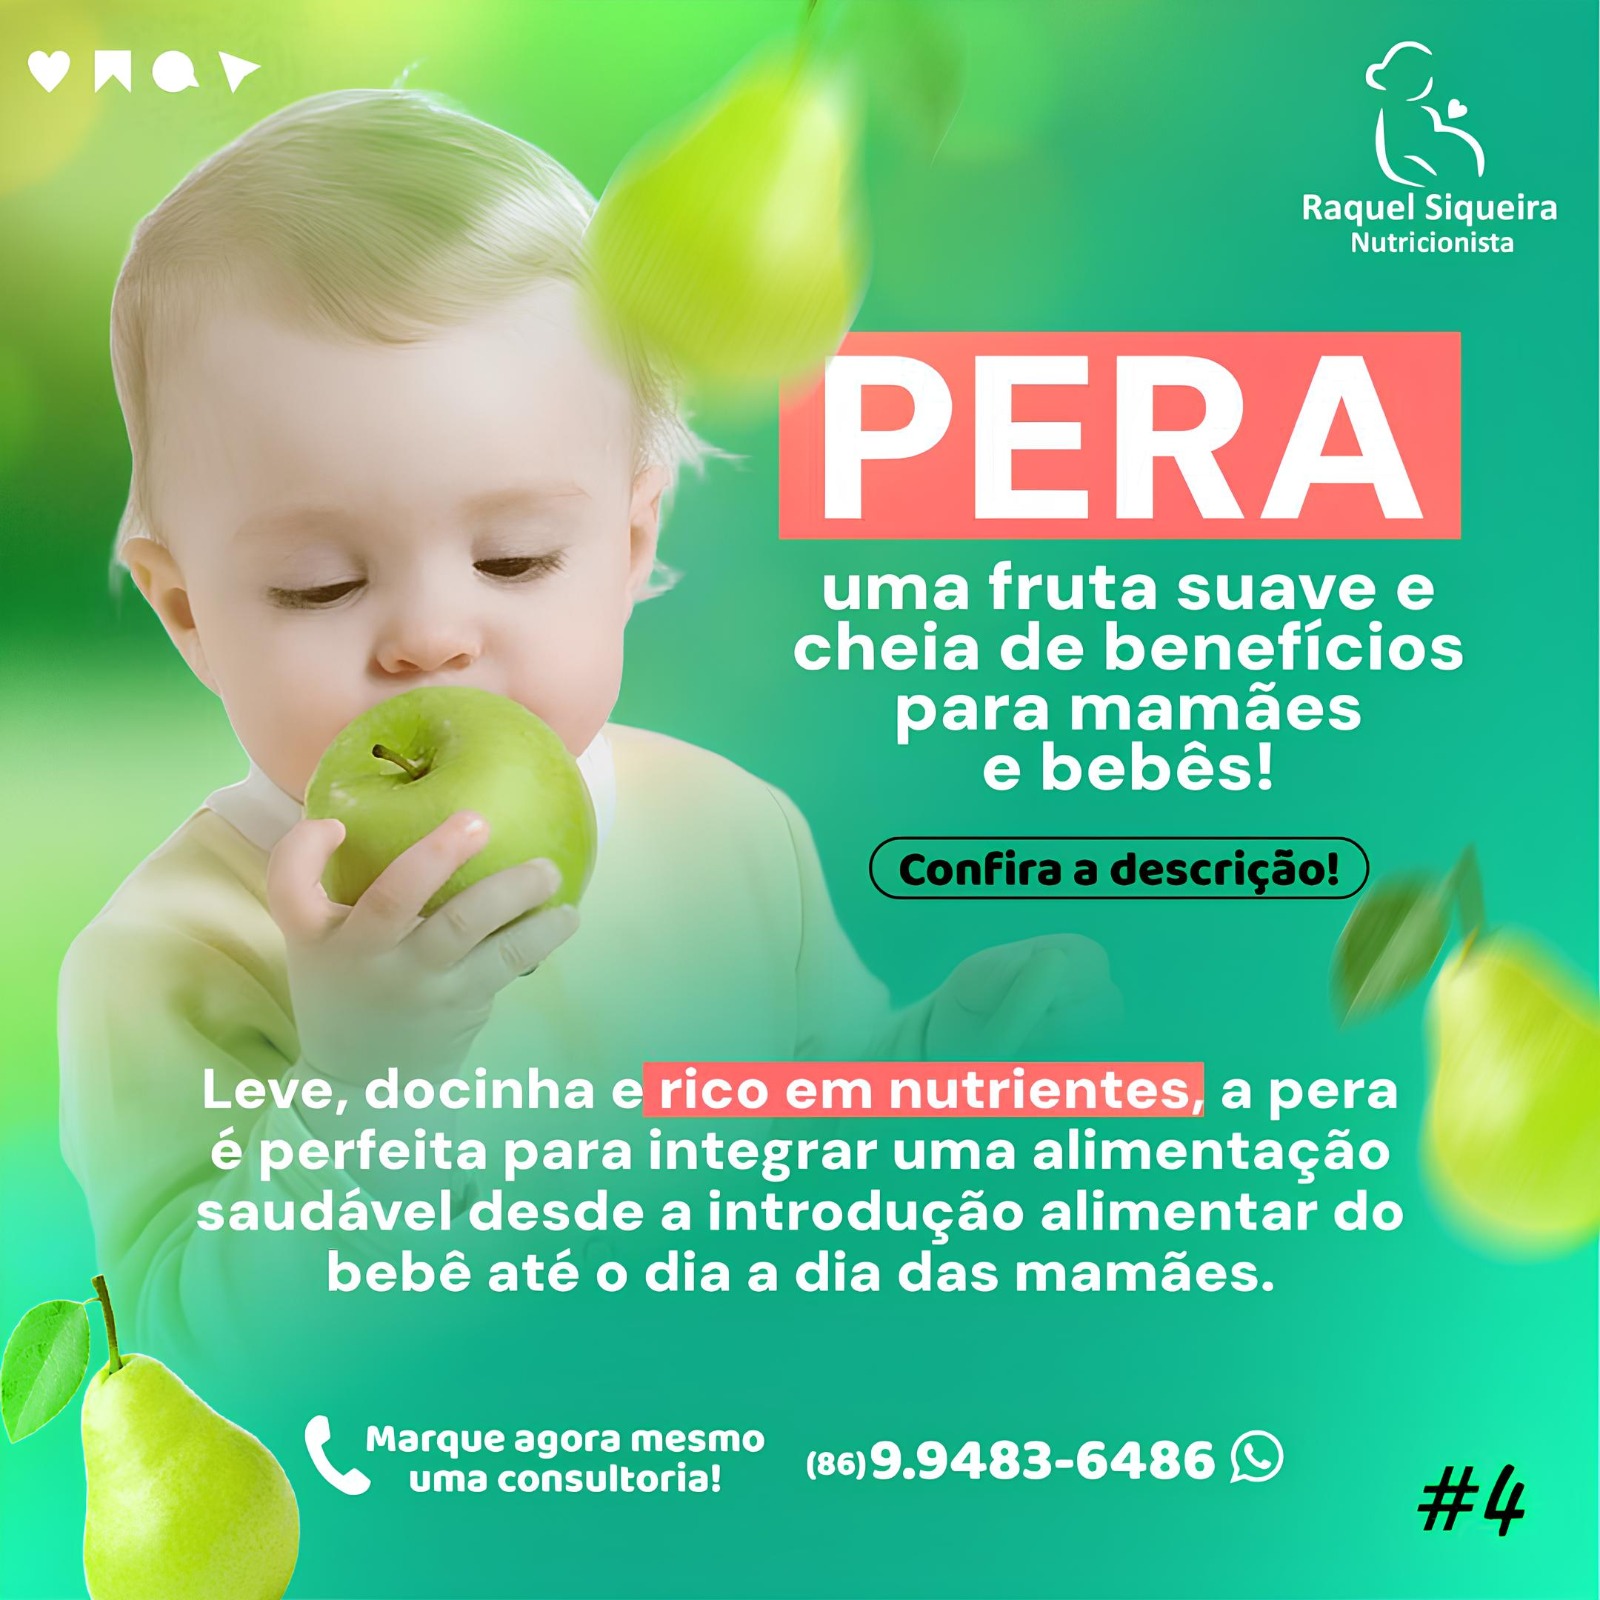 Raquel Siqueira
Nutricionista
PERA
uma fruta suave e
cheia de benefícios
para mamães
e bebês!
Confira a descrição!
Leve, docinha e rico em nutrientes, a pera
é perfeita para integrar uma alimentação
saudável desde a introdução alimentar do
bebê até o dia a dia das mamães.
Marque agora mesmo
uma consultoria!
(86) 9.9483-6486
#4